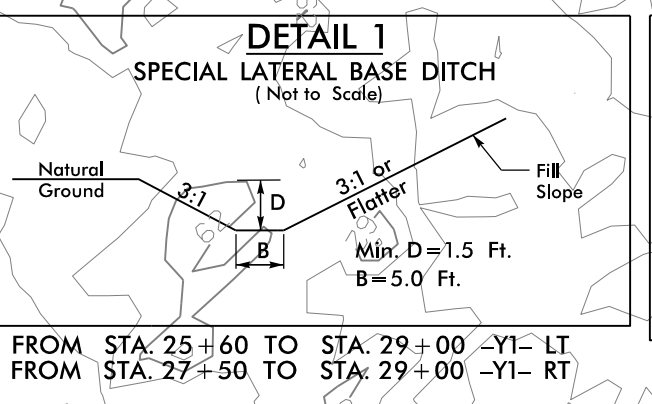 DETAIL 1
SPECIAL LATERAL BASE DITCH
( Not to Scale)
Natural
Ground
3:1
D
3:1 or
Flatter
Fill
Slope
B
Min. D=1.5 Ft.
B=5.0 Ft.
FROM STA. 25+60 TO STA. 29+00 -Y1- LT
FROM STA. 27+50 TO STA. 29+00 -Y1- RT